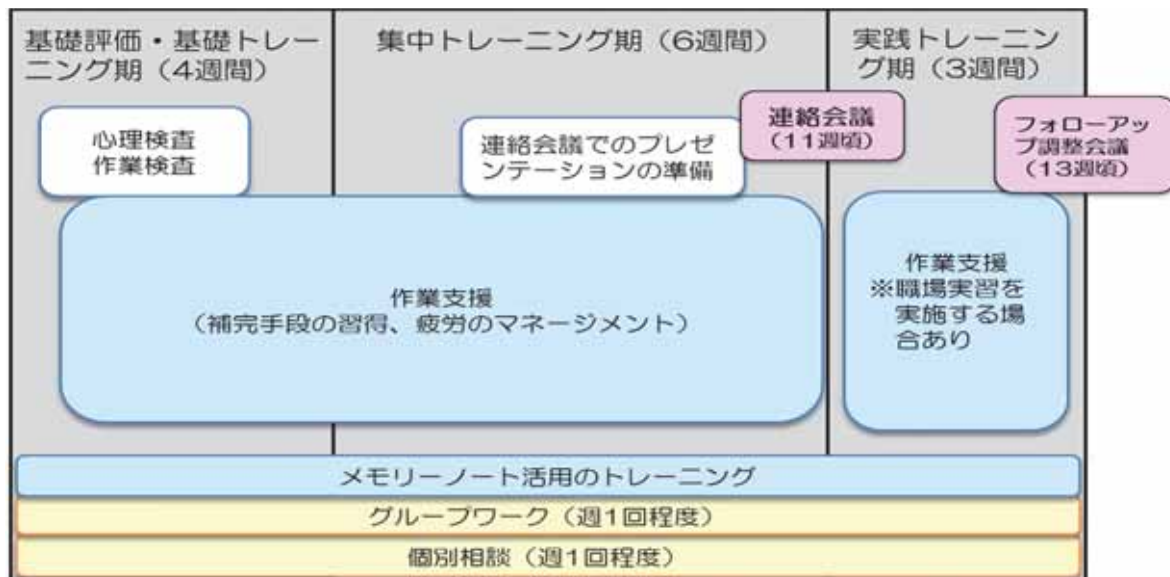 基礎評価・基礎トレー
ニング期（4週間）
集中トレーニング期（6週間）
実践トレーニン
グ期（3週間）
心理検査
作業検査
連絡会議でのプレゼ
ンテーションの準備
連絡会議
（11週頃）
フォローアッ
プ調整会議
（13週頃）
作業支援
（補完手段の習得、疲労のマネージメント）
作業支援
※職場実習を
実施する場
合あり
メモリーノート活用のトレーニング
グループワーク（週1回程度）
個別相談（週1回程度）